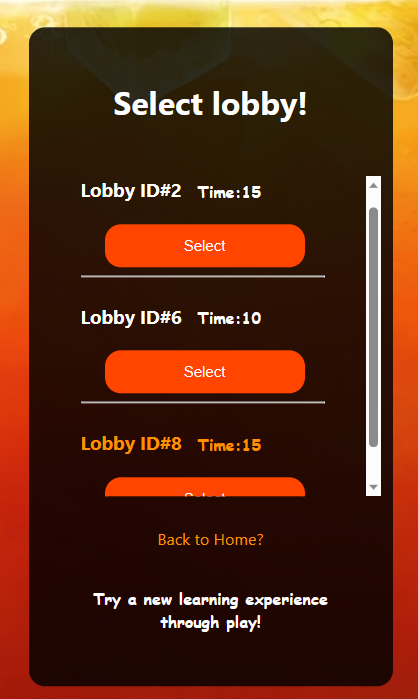 Select lobby!
Lobby ID#2 Time:15
Select
Lobby ID#6 Time:10
Select
Lobby ID#8 Time:15
Select
Back to Home?
Try a new learning experience
through play!